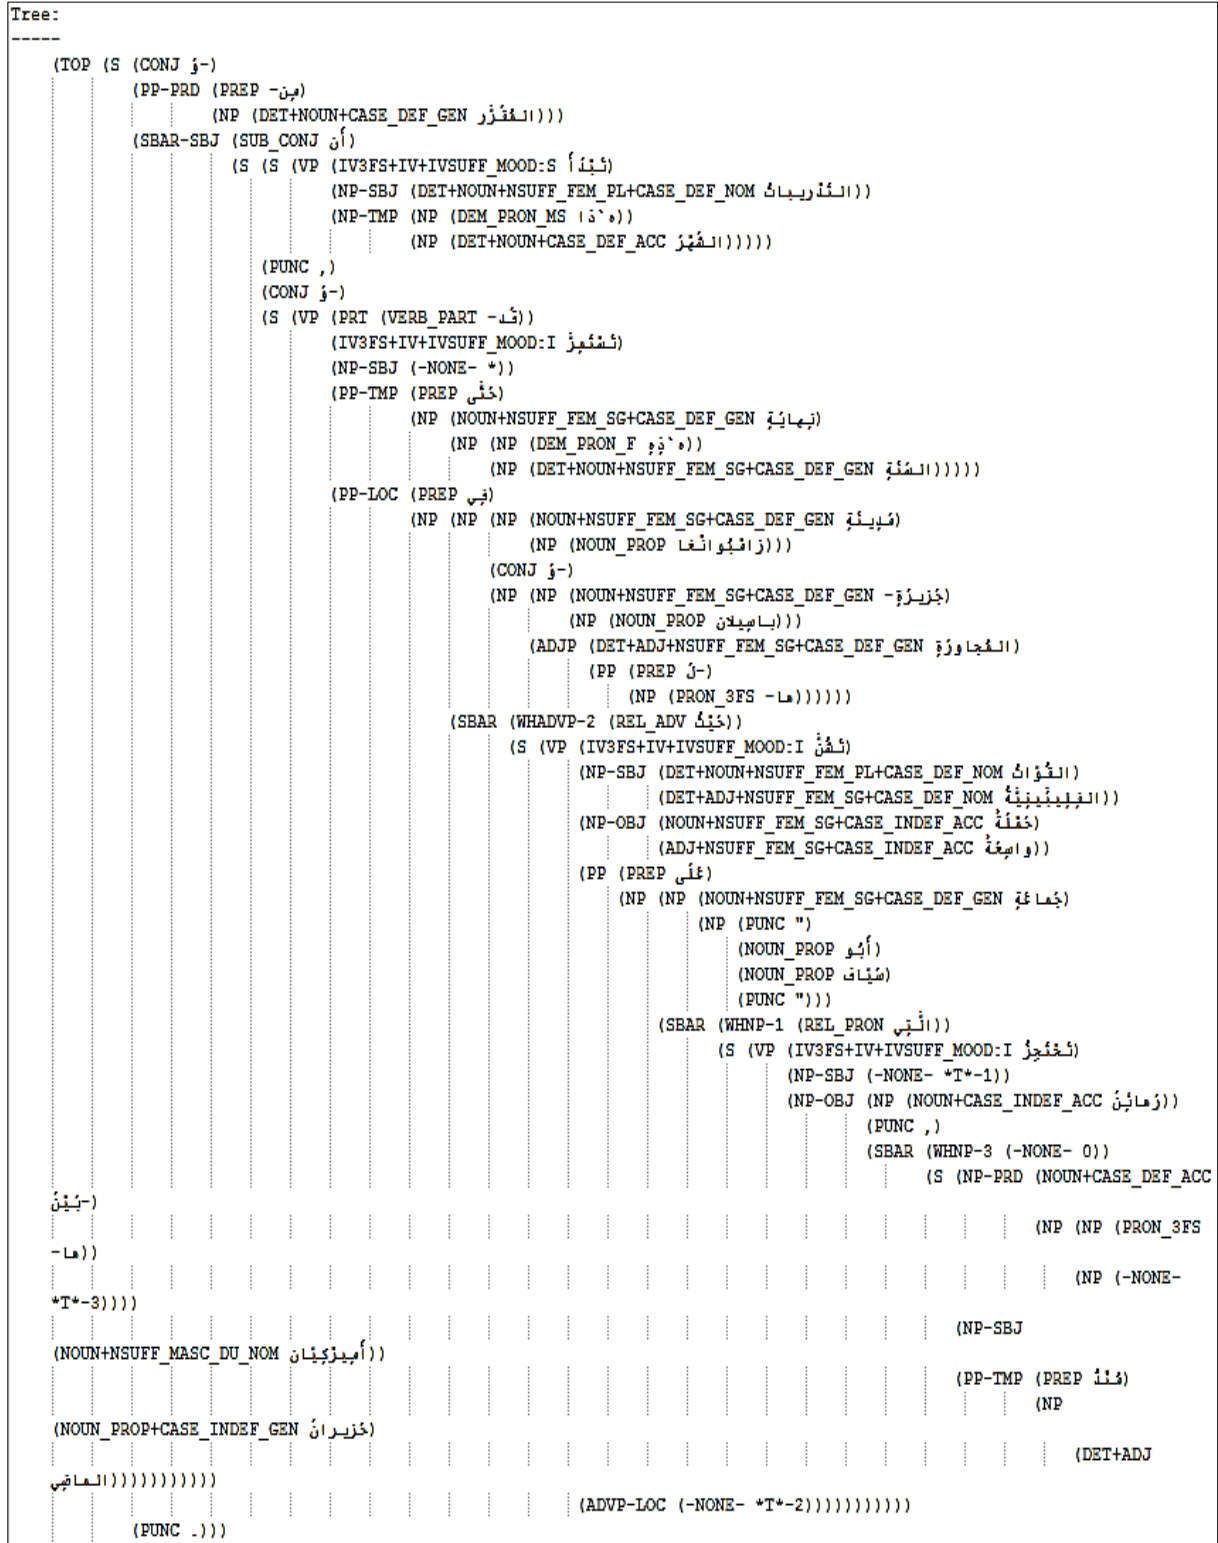 Tree:
-----
(TOP (S (CONJ وَ-)
(PP-PRD (PREP -مِن)
(NP (DET+NOUN+CASE_DEF_GEN المُقَرَّرِ)))
(SBAR-SBJ (SUB_CONJ أَن)
(S (S (VP (IV3FS+IV+IVSUFF_MOOD:S تَبْدَأَ)
(NP-SBJ (DET+NOUN+NSUFF_FEM_PL+CASE_DEF_NOM التَدْرِيباتُ))
(NP-TMP (NP (DEM_PRON_MS ه`ذا))
(NP (DET+NOUN+CASE_DEF_ACC الشَهْرَ)))))
(PUNC ,)
(CONJ وَ-)
(S (VP (PRT (VERB_PART -قَد))
(IV3FS+IV+IVSUFF_MOOD:I تَسْتَمِرُّ)
(NP-SBJ (-NONE- *))
(PP-TMP (PREP حَتَّى)
(NP (NOUN+NSUFF_FEM_SG+CASE_DEF_GEN نِهايَةِ)
(NP (NP (DEM_PRON_F ه`ذِهِ))
(NP (DET+NOUN+NSUFF_FEM_SG+CASE_DEF_GEN السَنَةِ)))))
(PP-LOC (PREP فِي)
(NP (NP (NP (NOUN+NSUFF_FEM_SG+CASE_DEF_GEN مَدِينَةِ)
(NP (NOUN_PROP زامْبُوانْغا)))
(CONJ وَ-)
(NP (NP (NOUN+NSUFF_FEM_SG+CASE_DEF_GEN -جَزِيرَةِ)
(NP (NOUN_PROP باسِيلان)))
(ADJP (DET+ADJ+NSUFF_FEM_SG+CASE_DEF_GEN المُجاوِرَةِ)
(PP (PREP لَ-)
(NP (PRON_3FS -ها))))))
(SBAR (WHADVP-2 (REL_ADV حَيْثُ))
(S (VP (IV3FS+IV+IVSUFF_MOOD:I تَشُنُّ)
(NP-SBJ (DET+NOUN+NSUFF_FEM_PL+CASE_DEF_NOM القُوّاتُ)
(DET+ADJ+NSUFF_FEM_SG+CASE_DEF_NOM الفِلِيبِّينِيَّةُ))
(NP-OBJ (NOUN+NSUFF_FEM_SG+CASE_INDEF_ACC حَمْلَةً)
(ADJ+NSUFF_FEM_SG+CASE_INDEF_ACC واسِعَةً))
(PP (PREP عَلَى)
(NP (NP (NOUN+NSUFF_FEM_SG+CASE_DEF_GEN جَماعَةِ)
(NP (PUNC ")
(NOUN_PROP أَبُو)
(NOUN_PROP سَيّاف)
(PUNC ")))
(SBAR (WHNP-1 (REL_PRON الَّتِي))
(S (VP (IV3FS+IV+IVSUFF_MOOD:I تَحْتَجِزُ)
(NP-SBJ (-NONE- *T*-1))
(NP-OBJ (NP (NOUN+CASE_INDEF_ACC رَهائِنَ))
(PUNC ,)
(SBAR (WHNP-3 (-NONE- 0))
(S (NP-PRD (NOUN+CASE_DEF_ACC
بَيْنَ-)
(NP (NP (PRON_3FS
-ها))
(NP (-NONE-
*T*-3))))
(NP-SBJ
(NOUN+NSUFF_MASC_DU_NOM أَمِيرْكِيّان))
(PP-TMP (PREP مُنْذُ)
(NP
(NOUN_PROP+CASE_INDEF_GEN حَزِيرانَ)
(DET+ADJ
الماضِي)))))))))))
(ADVP-LOC (-NONE- *T*-2)))))))))))
(PUNC .)))